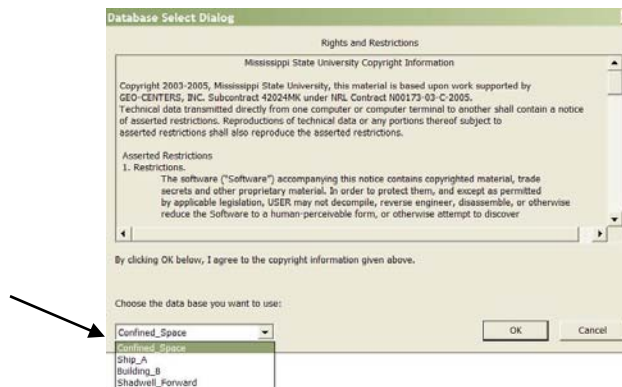 Database Select Dialog
Rights and Restrictions
Mississippi State University Copyright Information
Copyright 2003-2005, Mississippi State University, this material is based upon work supported by
GEO-CENTERS, INC. Subcontract 42024MK under NRL Contract N00173-03-C-2005.
Technical data transmitted directly from one computer or computer terminal to another shall contain a notice
of asserted restrictions. Reproductions of technical data or any portions thereof subject to
asserted restrictions shall also reproduce the asserted restrictions.
Asserted Restrictions
1. Restrictions.
The software ("Software") accompanying this notice contains copyrighted material, trade
secrets and other proprietary material. In order to protect them, and except as permitted
by applicable legislation, USER may not decompile, reverse engineer, disassemble, or otherwise
reduce the Software to a human-perceivable form, or otherwise attempt to discover
By clicking OK below, I agree to the copyright information given above.
Choose the data base you want to use:
Confined_Space
OK Cancel
Confined_Space
Ship_A
Building_B
Shadwell_Forward